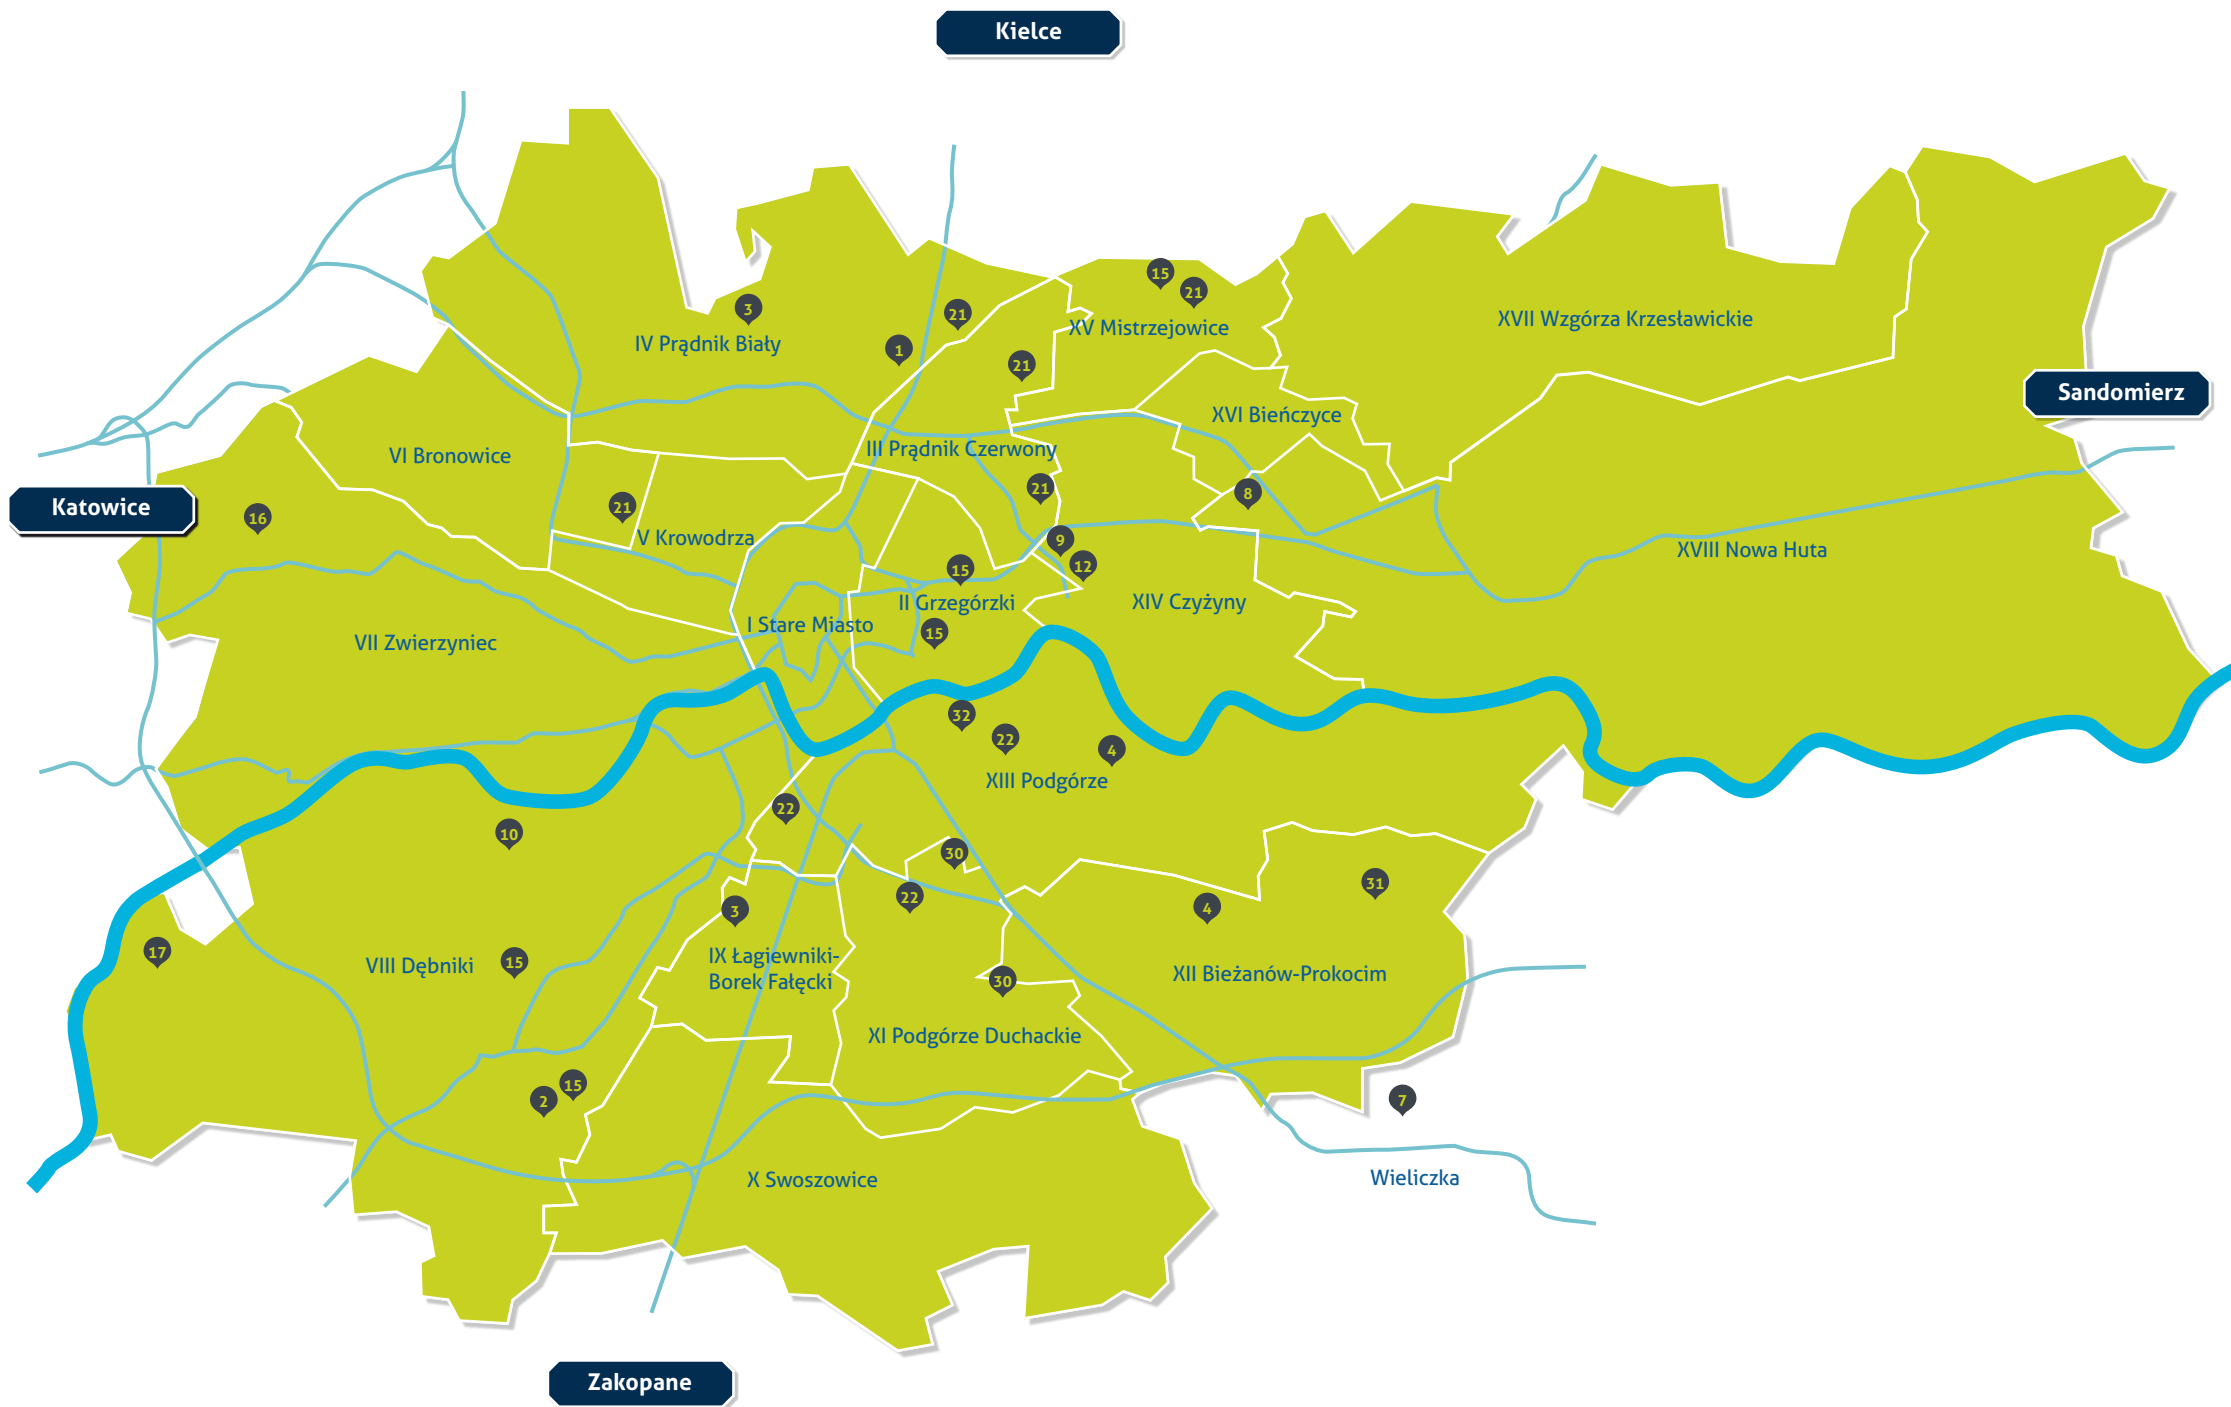 Kielce
15
21
3
21
XVII Wzgórza Krzesławickie
XV Mistrzejowice
IV Prądnik Biały
1
21
Sandomierz
XVI Bieńczyce
III Prądnik Czerwony
VI Bronowice
21
8
Katowice
21
16
V Krowodrza
9
XVIII Nowa Huta
12
15
II Grzegórzki
XIV Czyżyny
I Stare Miasto
15
VII Zwierzyniec
32
22
4
XIII Podgórze
22
10
30
31
22
4
3
17
IX Łagiewniki-
Borek Fałęcki
VIII Dębniki
15
XII Bieżanów-Prokocim
30
XI Podgórze Duchackie
15
2
7
X Swoszowice
Wieliczka
Zakopane